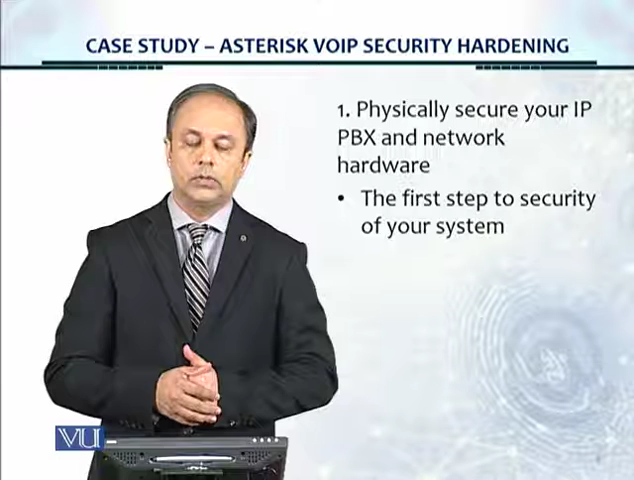 CASE STUDY – ASTERISK VOIP SECURITY HARDENING
1. Physically secure your IP
PBX and network
hardware
• The first step to security
of your system
VU